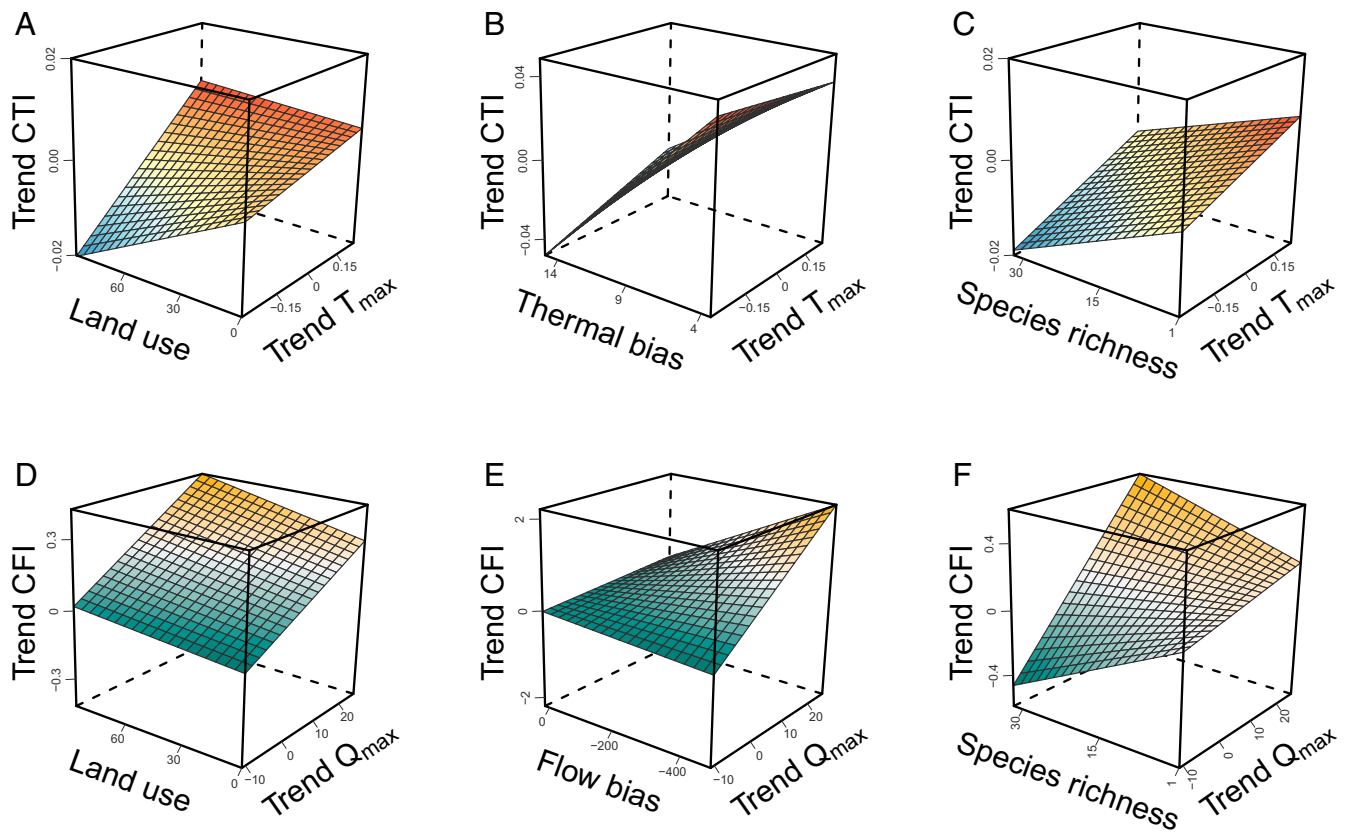 A
Trend CTI
0.02
0.00
−0.02
60
30
0
Land use
−0.15
0
0.15
Trend Tmax
B
Trend CTI
0.04
0.00
−0.04
14
9
4
Thermal bias
−0.15
0
0.15
Trend Tmax
C
Trend CTI
0.02
0.00
−0.02
30
15
1
Species richness
−0.15
0
0.15
Trend Tmax
D
Trend CFI
0.3
0
−0.3
60
30
0
Land use
−10
0
10
20
Trend Qmax
E
Trend CFI
2
0
−2
0
−200
−400
Flow bias
−10
0
10
20
Trend Qmax
F
Trend CFI
0.4
0
−0.4
30
15
1
Species richness
−10
0
10
20
Trend Qmax